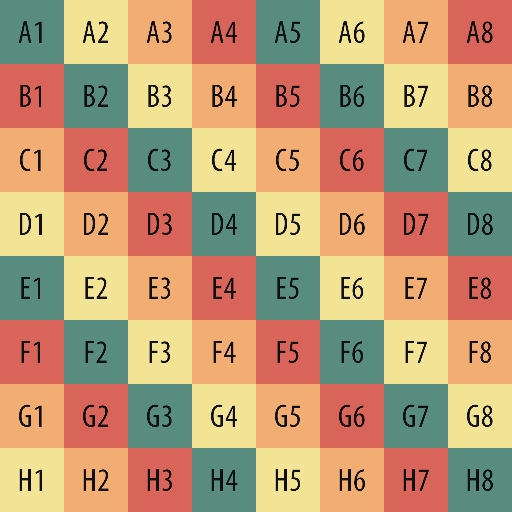 A1 A2 A3 A4 A5 A6 A7 A8
B1 B2 B3 B4 B5 B6 B7 B8
C1 C2 C3 C4 C5 C6 C7 C8
D1 D2 D3 D4 D5 D6 D7 D8
E1 E2 E3 E4 E5 E6 E7 E8
F1 F2 F3 F4 F5 F6 F7 F8
G1 G2 G3 G4 G5 G6 G7 G8
H1 H2 H3 H4 H5 H6 H7 H8